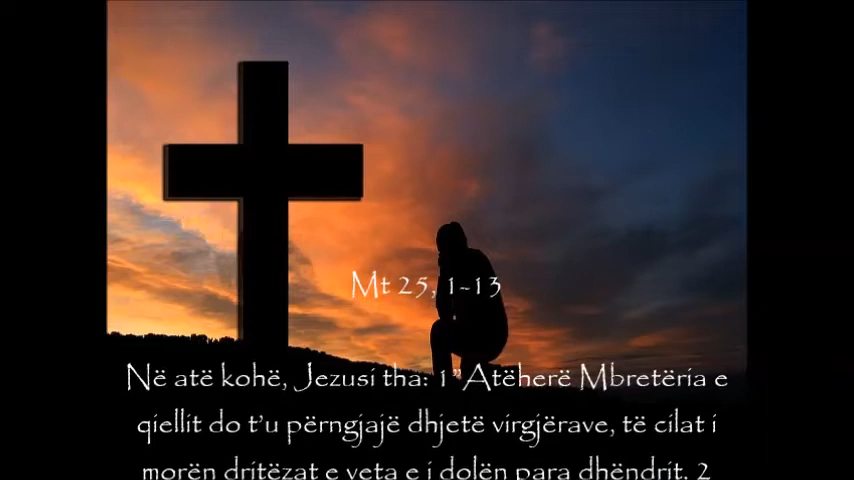 Mt 25, 1-13
Në atë kohë, Jezusi tha: 1”Atëherë Mbretëria e
qiellit do t’u përngjajë dhjetë virgjërave, të cilat i
morën dritëzat e veta e i dolën para dhëndrit. 2